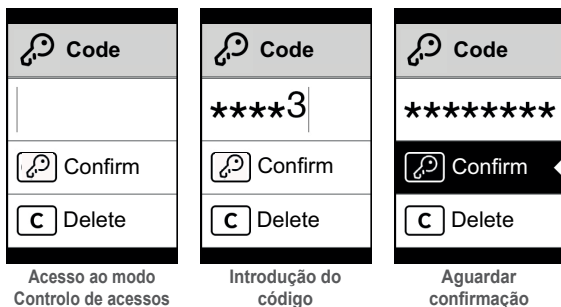 Code
|
Confirm
C Delete
Acesso ao modo
Controlo de acessos
Code
****3|
Confirm
C Delete
Introdução do
código
Code
********
Confirm
C Delete
Aguardar
confirmação